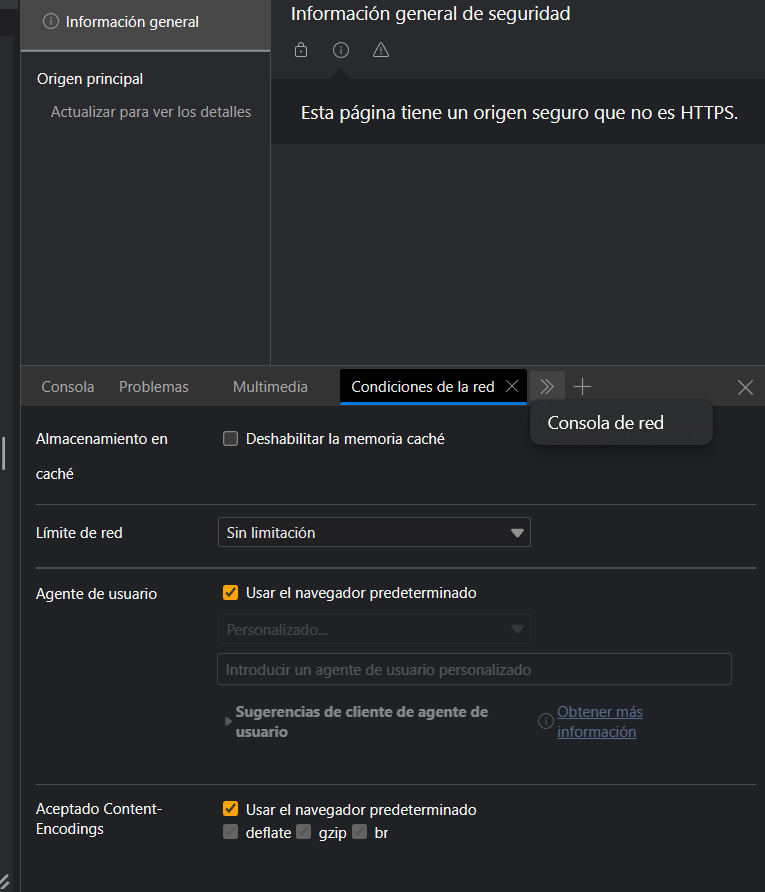 Información general
Origen principal
Actualizar para ver los detalles
Información general de seguridad
Esta página tiene un origen seguro que no es HTTPS.
Consola Problemas Multimedia Condiciones de la red
Consola de red
Almacenamiento en
caché
Deshabilitar la memoria caché
Límite de red
Sin limitación
Agente de usuario
Usar el navegador predeterminado
Personalizado...
Introducir un agente de usuario personalizado
Sugerencias de cliente de agente de
usuario
Obtener más
información
Aceptado Content-
Encodings
Usar el navegador predeterminado
deflate gzip br